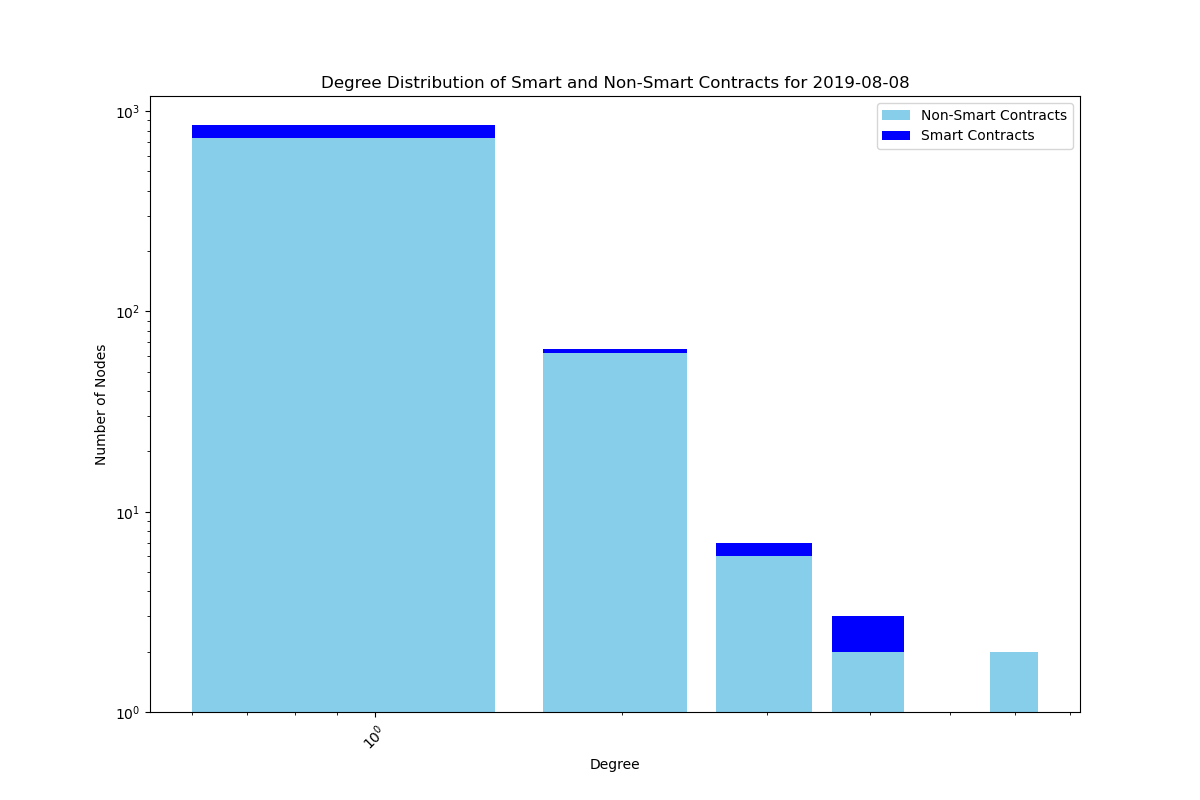 Degree Distribution of Smart and Non-Smart Contracts for 2019-08-08
Non-Smart Contracts
Smart Contracts
10³
10²
10¹
10⁰
Number of Nodes
10⁰
Degree